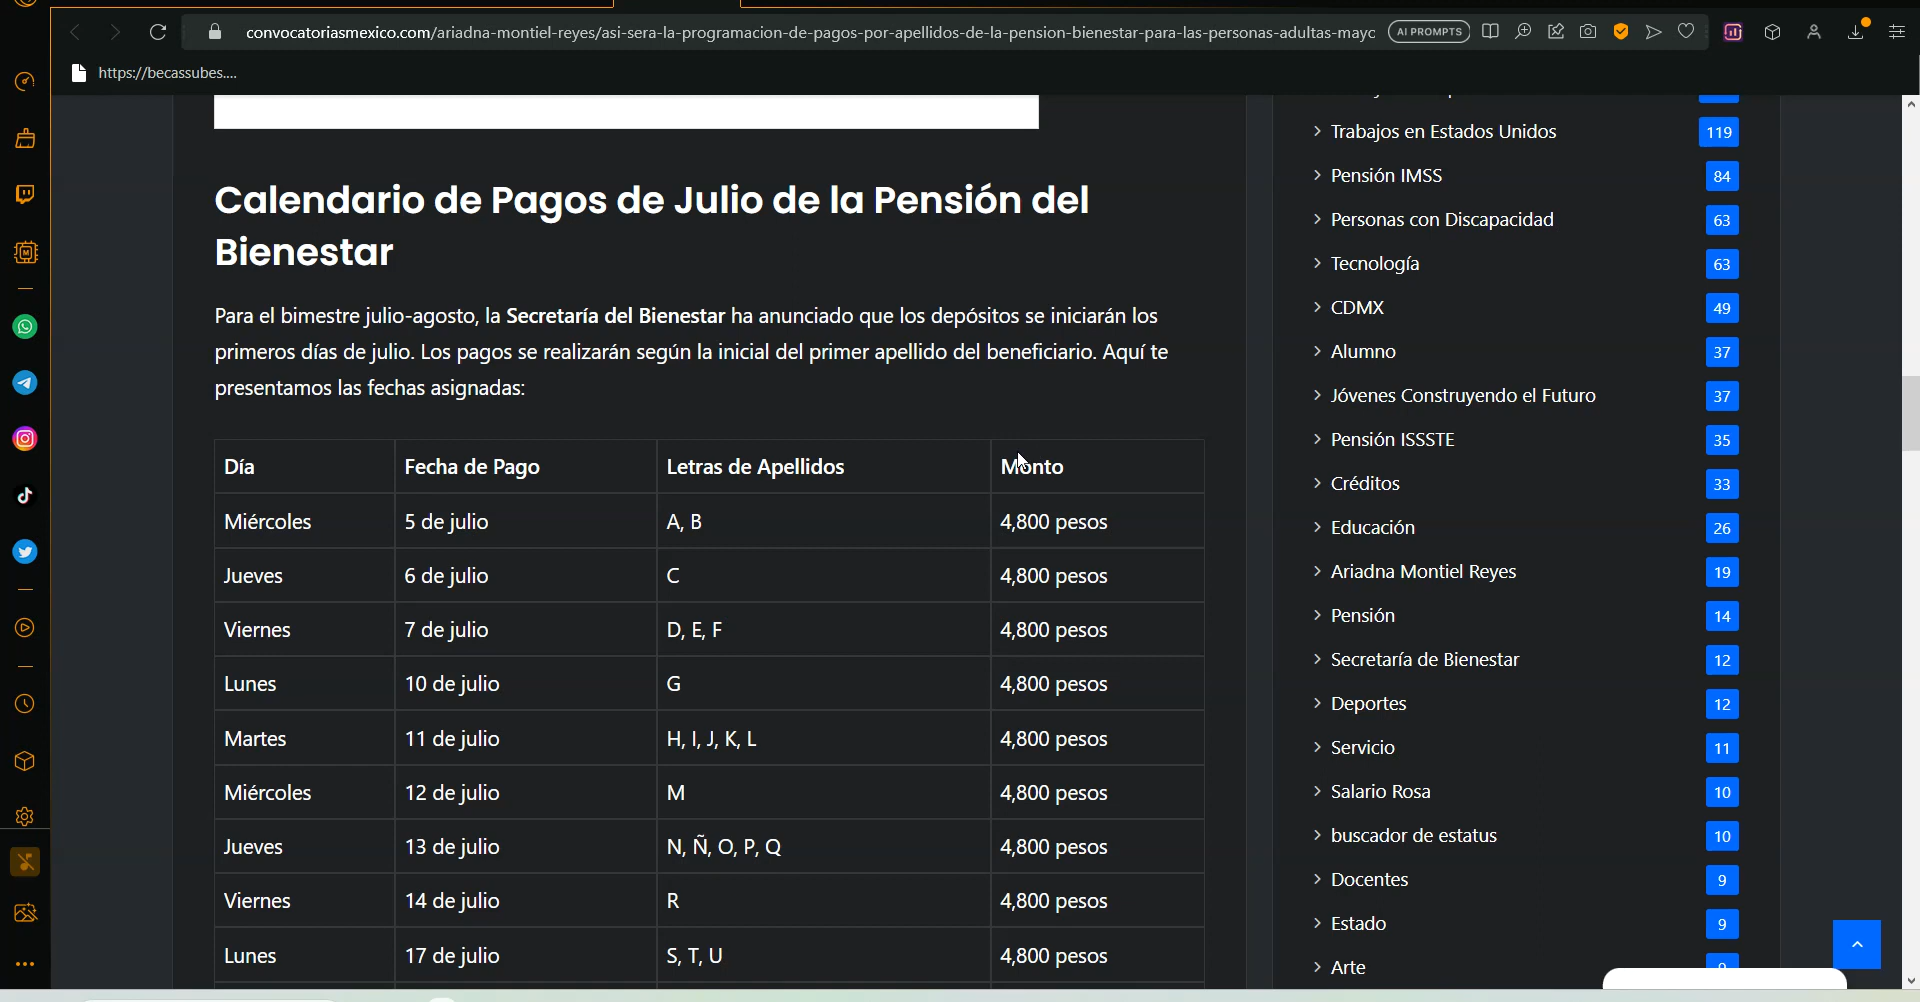 convocatoriasmexico.com/ariadna-montiel-reyes/asi-sera-la-programacion-de-pagos-por-apellidos-de-la-pension-bienestar-para-las-personas-adultas-mayc
AI PROMPTS
https://becassubes....
Calendario de Pagos de Julio de la Pensión del
Bienestar
Para el bimestre julio-agosto, la Secretaría del Bienestar ha anunciado que los depósitos se iniciarán los
primeros días de julio. Los pagos se realizarán según la inicial del primer apellido del beneficiario. Aquí te
presentamos las fechas asignadas:
Día Fecha de Pago Letras de Apellidos Monto
Miércoles 5 de julio A, B 4,800 pesos
Jueves 6 de julio C 4,800 pesos
Viernes 7 de julio D, E, F 4,800 pesos
Lunes 10 de julio G 4,800 pesos
Martes 11 de julio H, I, J, K, L 4,800 pesos
Miércoles 12 de julio M 4,800 pesos
Jueves 13 de julio N, Ñ, O, P, Q 4,800 pesos
Viernes 14 de julio R 4,800 pesos
Lunes 17 de julio S, T, U 4,800 pesos
Trabajos en Estados Unidos 119
Pensión IMSS 84
Personas con Discapacidad 63
Tecnología 63
CDMX 49
Alumno 37
Jóvenes Construyendo el Futuro 37
Pensión ISSSTE 35
Créditos 33
Educación 26
Ariadna Montiel Reyes 19
Pensión 14
Secretaría de Bienestar 12
Deportes 12
Servicio 11
Salario Rosa 10
buscador de estatus 10
Docentes 9
Estado 9
Arte